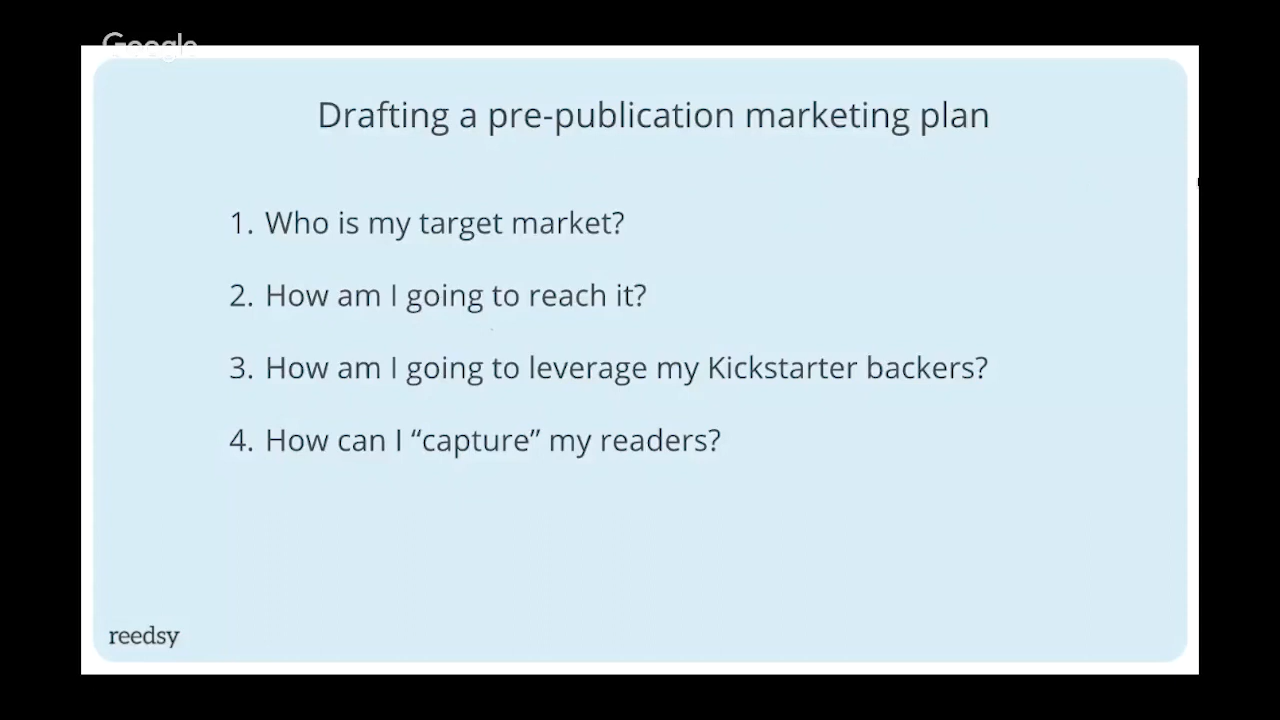 Google
Drafting a pre-publication marketing plan
1. Who is my target market?
2. How am I going to reach it?
3. How am I going to leverage my Kickstarter backers?
4. How can I “capture” my readers?
reedsy